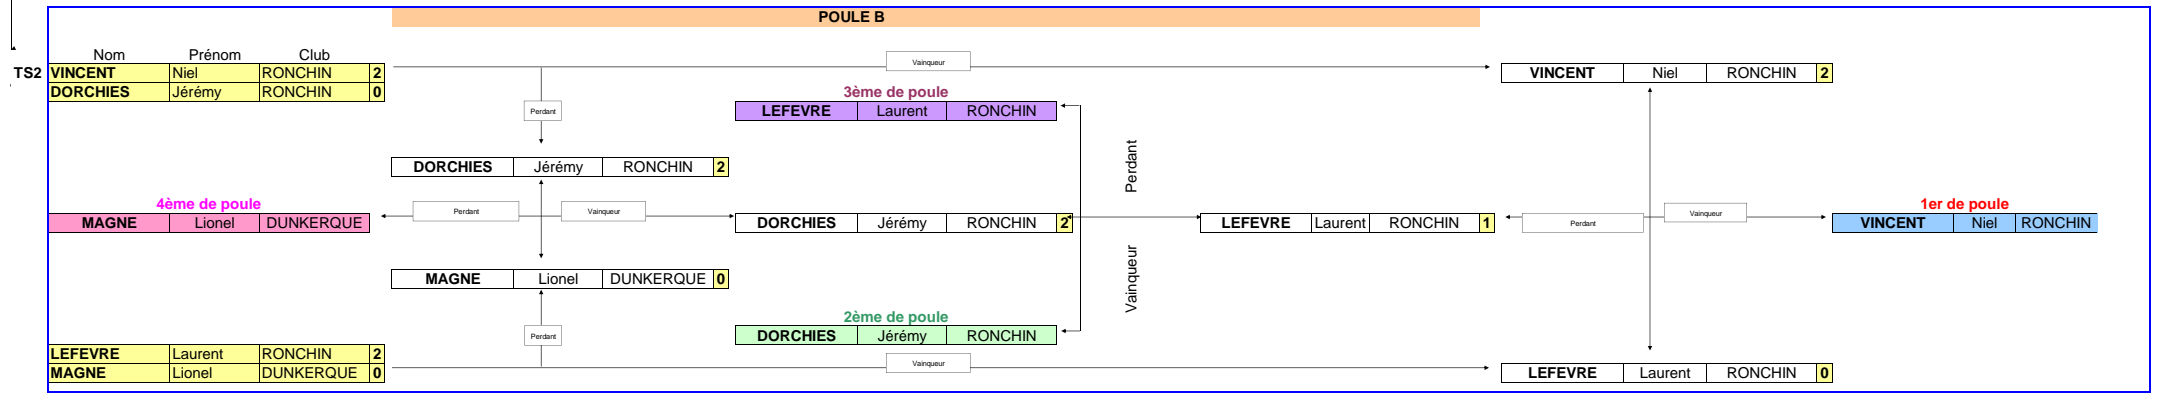 POULE B
Nom Prénom Club
Vainqueur
TS2 VINCENT Niel RONCHIN 2
VINCENT Niel RONCHIN 2
DORCHIES Jérémy RONCHIN 0
3ème de poule
Perdant
LEFEVRE Laurent RONCHIN
Perdant
DORCHIES Jérémy RONCHIN 2
4ème de poule
1er de poule
Perdant
Vainqueur
Vainqueur
MAGNE Lionel DUNKERQUE
DORCHIES Jérémy RONCHIN 2
LEFEVRE Laurent RONCHIN 1
Perdant
VINCENT Niel RONCHIN
Vainqueur
MAGNE Lionel DUNKERQUE 0
2ème de poule
Perdant
DORCHIES Jérémy RONCHIN
LEFEVRE Laurent RONCHIN 2
Vainqueur
MAGNE Lionel DUNKERQUE 0
LEFEVRE Laurent RONCHIN 0